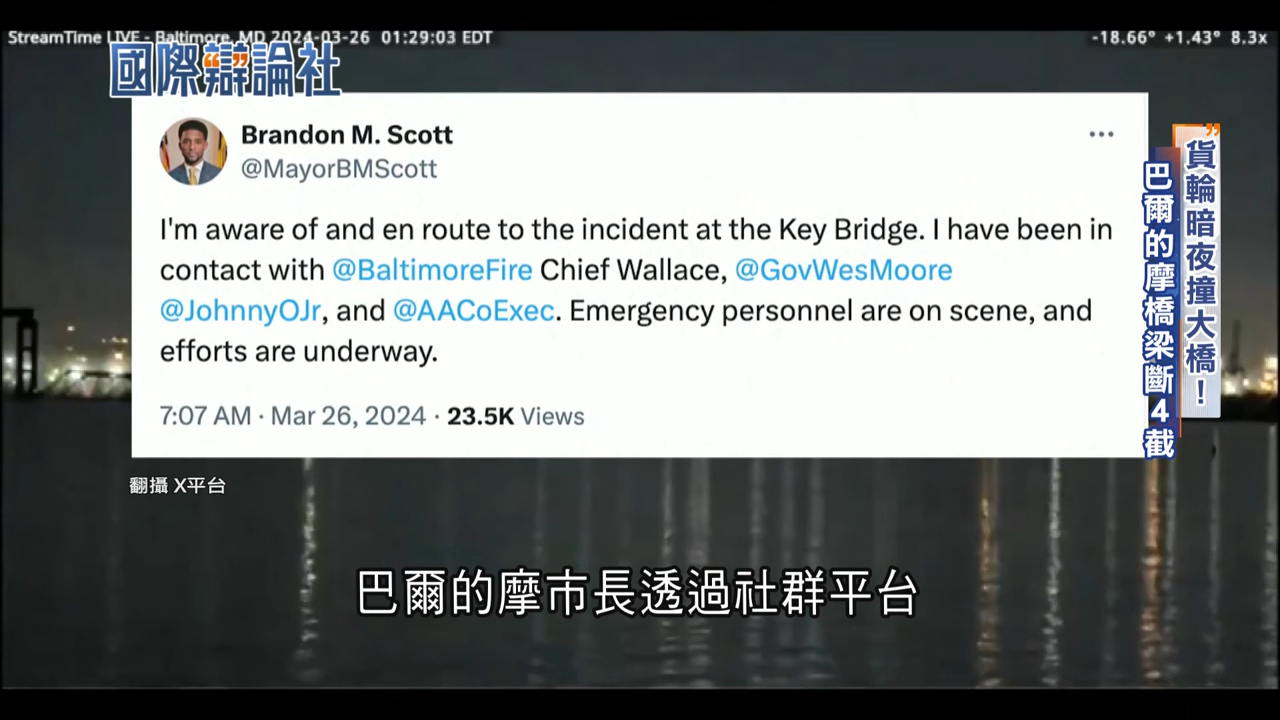 StreamTime LIVE - Baltimore, MD 2024-03-26 01:29:03 EDT
-18.66° +1.43° 8.3x
國際"辯"論社
Brandon M. Scott
@MayorBMScott
I'm aware of and en route to the incident at the Key Bridge. I have been in
contact with @BaltimoreFire Chief Wallace, @GovWesMoore
@JohnnyOJr, and @AACoExec. Emergency personnel are on scene, and
efforts are underway.
7:07 AM · Mar 26, 2024 · 23.5K Views
貨輪暗夜撞大橋！
巴爾的摩橋梁斷4截
翻攝 X平台
巴爾的摩市長透過社群平台